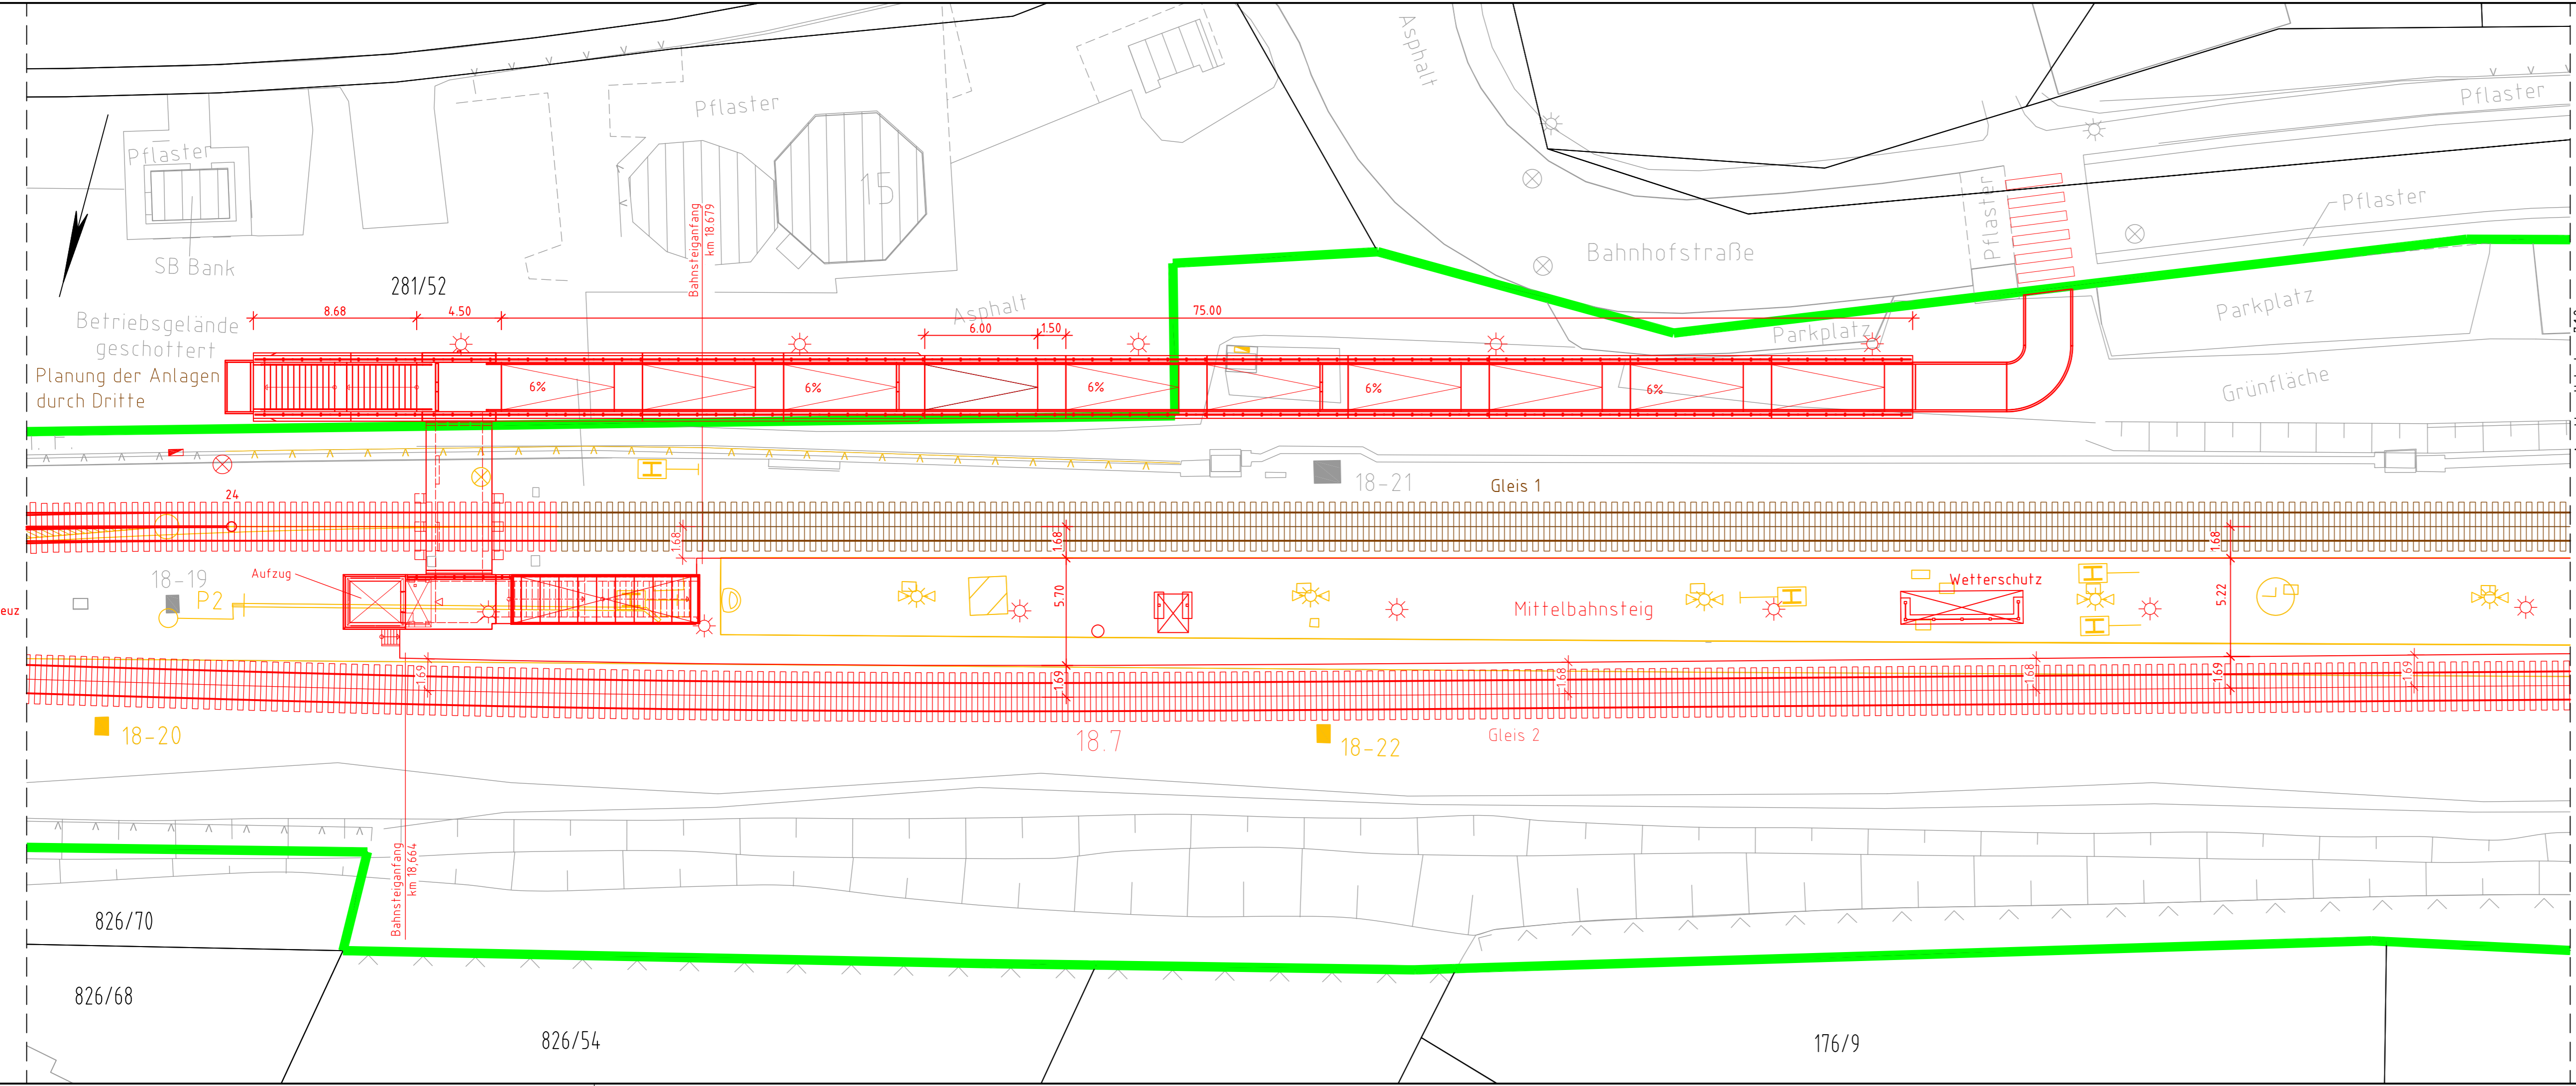 Asphalt
Pflaster
Pflaster
Pflaster
15
SB Bank
Pflaster
Pflaster
Bahnhofstraße
281/52
Bahnsteiganfang
km 18.679
Betriebsgelände
geschottert
8.68
4.50
75.00
Asphalt
6.00
1.50
Parkplatz
Parkplatz
Grünfläche
Planung der Anlagen
durch Dritte
6%
6%
6%
6%
6%
H
18-21
Gleis 1
24
1.68
1.68
1.68
18-19
Aufzug
P2
euz
5.70
Mittelbahnsteig
H
Wetterschutz
H
H
5.22
L
1.69
1.69
1.68
1.68
1.69
1.69
18-20
18.7
18-22
Gleis 2
Bahnsteiganfang
km 18,664
826/70
826/68
826/54
176/9